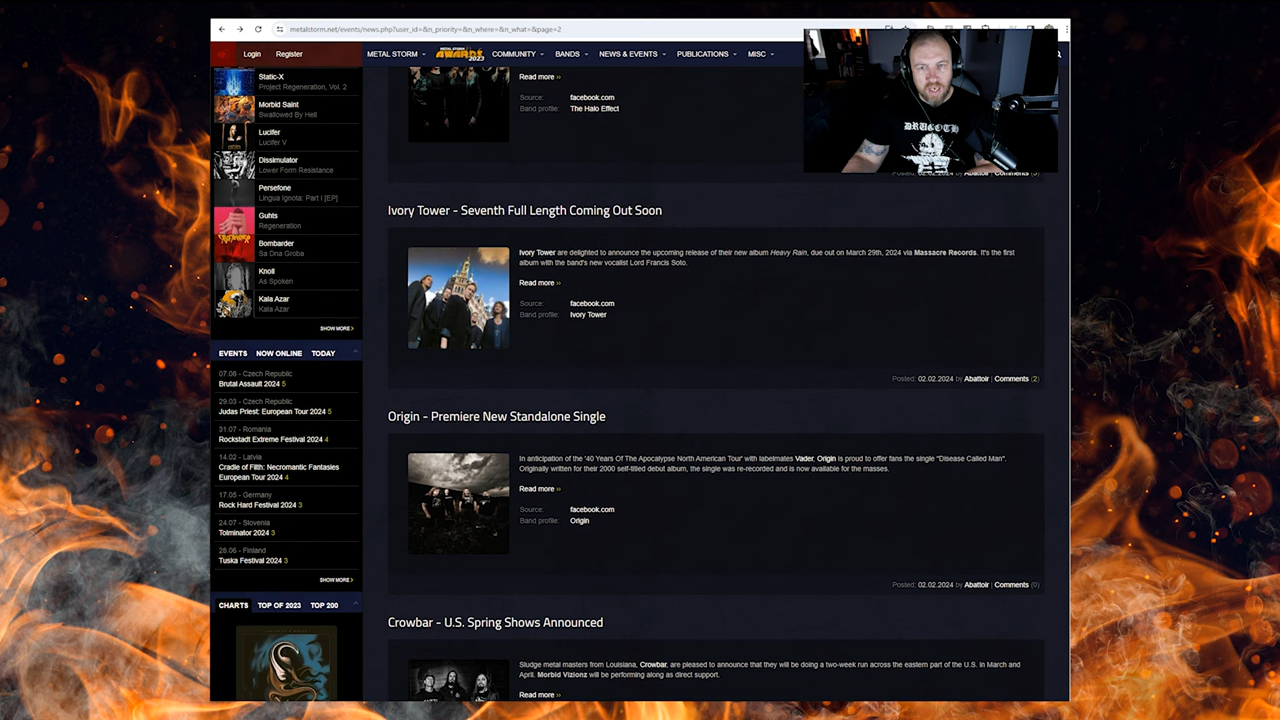 metalstorm.net/events/news.php?user_id=&n_priority=&n_where=&n_what=&page=2
Login
Register
METAL STORM
METAL STORM
AWARDS
2023
COMMUNITY
BANDS
NEWS & EVENTS
PUBLICATIONS
MISC
Static-X
Project Regeneration, Vol. 2
Morbid Saint
Swallowed By Hell
Lucifer
Lucifer V
Dissimulator
Lower Form Resistance
Persefone
Lingua Ignota: Part I [EP]
Guhts
Regeneration
Bombarder
Sa Dna Groba
Knoll
As Spoken
Kala Azar
Kala Azar
SHOW MORE
EVENTS NOW ONLINE TODAY
07.08 - Czech Republic
Brutal Assault 2024 5
29.03 - Czech Republic
Judas Priest: European Tour 2024 5
31.07 - Romania
Rockstadt Extreme Festival 2024 4
14.02 - Latvia
Cradle of Filth: Necromantic Fantasies
European Tour 2024 4
17.05 - Germany
Rock Hard Festival 2024 3
24.07 - Slovenia
Tolminator 2024 3
28.06 - Finland
Tuska Festival 2024 3
SHOW MORE
CHARTS TOP OF 2023 TOP 200
Read more ››
Source: facebook.com
Band profile: The Halo Effect
Posted: 02.02.2024 by Abattoir | Comments
DRUGOTH
Ivory Tower - Seventh Full Length Coming Out Soon
Ivory Tower are delighted to announce the upcoming release of their new album Heavy Rain, due out on March 29th, 2024 via Massacre Records. It's the first
album with the band's new vocalist Lord Francis Soto.
Read more ››
Source: facebook.com
Band profile: Ivory Tower
Posted: 02.02.2024 by Abattoir | Comments (2)
Origin - Premiere New Standalone Single
In anticipation of the '40 Years Of The Apocalypse North American Tour' with labelmates Vader, Origin is proud to offer fans the single "Disease Called Man".
Originally written for their 2000 self-titled debut album, the single was re-recorded and is now available for the masses.
Read more ››
Source: facebook.com
Band profile: Origin
Posted: 02.02.2024 by Abattoir | Comments (0)
Crowbar - U.S. Spring Shows Announced
Sludge metal masters from Louisiana, Crowbar, are pleased to announce that they will be doing a two-week run across the eastern part of the U.S. in March and
April. Morbid Vizionz will be performing along as direct support.
Read more ››